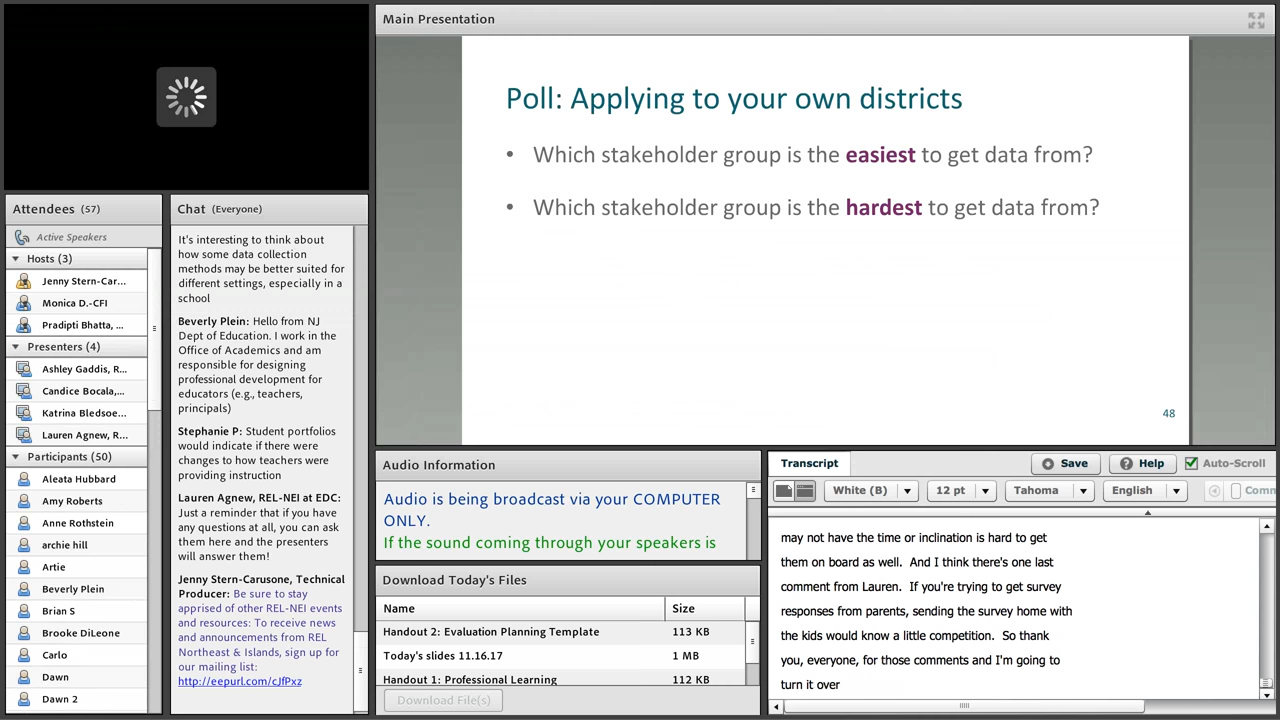 Main Presentation
Poll: Applying to your own districts
• Which stakeholder group is the easiest to get data from?
• Which stakeholder group is the hardest to get data from?
48
Attendees (57)
Active Speakers
Hosts (3)
Jenny Stern-Car...
Monica D.-CFI
Pradipti Bhatta, ...
Presenters (4)
Ashley Gaddis, R...
Candice Bocala,...
Katrina Bledsoe...
Lauren Agnew, R...
Participants (50)
Aleata Hubbard
Amy Roberts
Anne Rothstein
archie hill
Artie
Beverly Plein
Brian S
Brooke DiLeone
Carlo
Dawn
Dawn 2
Chat (Everyone)
It's interesting to think about
how some data collection
methods may be better suited for
different settings, especially in a
school
Beverly Plein: Hello from NJ
Dept of Education. I work in the
Office of Academics and am
responsible for designing
professional development for
educators (e.g., teachers,
principals)
Stephanie P: Student portfolios
would indicate if there were
changes to how teachers were
providing instruction
Lauren Agnew, REL-NEI at EDC:
Just a reminder that if you have
any questions at all, you can ask
them here and the presenters
will answer them!
Jenny Stern-Carusone, Technical
Producer: Be sure to stay
apprised of other REL-NEI events
and resources: To receive news
and announcements from REL
Northeast & Islands, sign up for
our mailing list:
http://eepurl.com/cJfPxz
Audio Information
Audio is being broadcast via your COMPUTER
ONLY.
If the sound coming through your speakers is
Download Today's Files
Name Size
Handout 2: Evaluation Planning Template 113 KB
Today's slides 11.16.17 1 MB
Handout 1: Professional Learning 112 KB
Download File(s)
Transcript Save Help Auto-Scroll
White (B) 12 pt Tahoma English Comm
may not have the time or inclination is hard to get
them on board as well. And I think there's one last
comment from Lauren. If you're trying to get survey
responses from parents, sending the survey home with
the kids would know a little competition. So thank
you, everyone, for those comments and I'm going to
turn it over